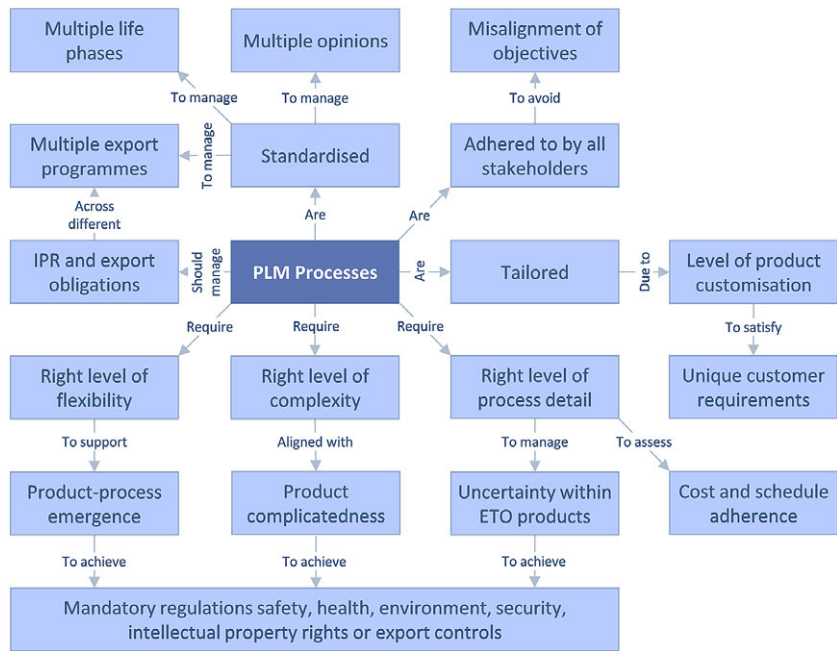 Multiple life
phases
Multiple opinions
Misalignment of
objectives
To manage
To manage
To avoid
Multiple export
programmes
To manage
Standardised
Adhered to by all
stakeholders
Across
different
Are
Are
IPR and export
obligations
Should
manage
PLM Processes
Are
Tailored
Due to
Level of product
customisation
Require
Require
Require
To satisfy
Right level of
flexibility
Right level of
complexity
Right level of
process detail
Unique customer
requirements
To support
Aligned with
To manage
To assess
Product-process
emergence
Product
complicatedness
Uncertainty within
ETO products
Cost and schedule
adherence
To achieve
To achieve
To achieve
Mandatory regulations safety, health, environment, security,
intellectual property rights or export controls